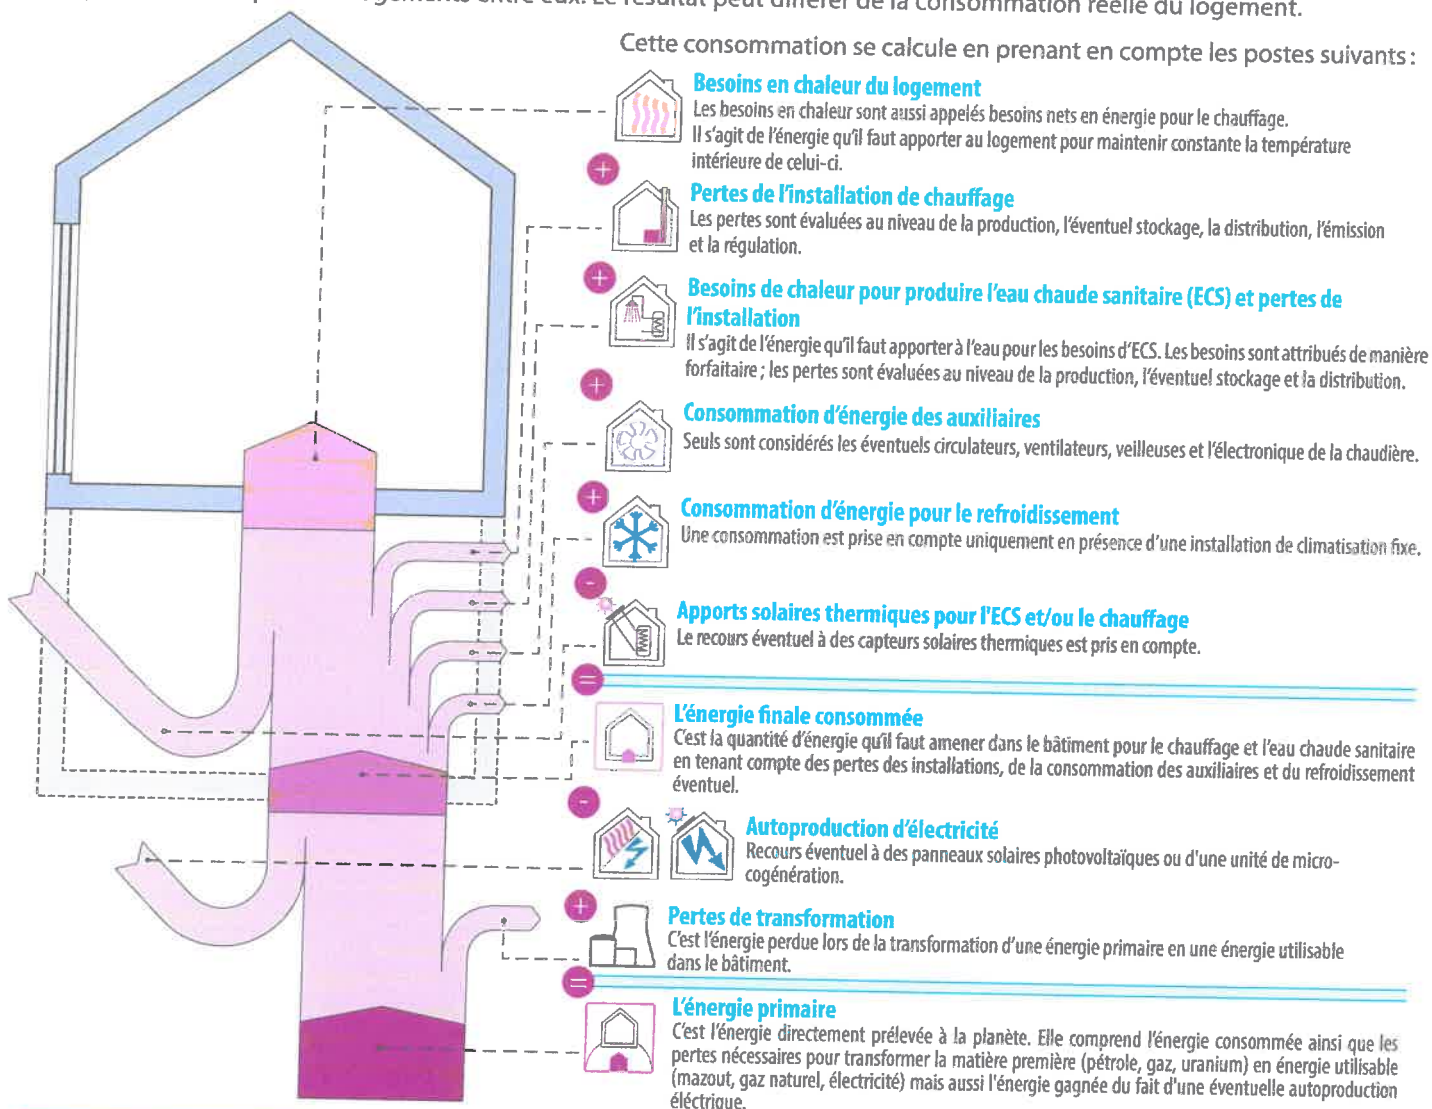 logements entre eux. Le résultat peut différer de la consommation réelle du logement.
Cette consommation se calcule en prenant en compte les postes suivants :
Besoins en chaleur du logement
Les besoins en chaleur sont aussi appelés besoins nets en énergie pour le chauffage.
Il s'agit de l'énergie qu'il faut apporter au logement pour maintenir constante la température
intérieure de celui-ci.
+
Pertes de l'installation de chauffage
Les pertes sont évaluées au niveau de la production, l'éventuel stockage, la distribution, l'émission
et la régulation.
+
Besoins de chaleur pour produire l'eau chaude sanitaire (ECS) et pertes de
l'installation
Il s'agit de l'énergie qu'il faut apporter à l'eau pour les besoins d'ECS. Les besoins sont attribués de manière
forfaitaire ; les pertes sont évaluées au niveau de la production, l'éventuel stockage et la distribution.
+
Consommation d'énergie des auxiliaires
Seuls sont considérés les éventuels circulateurs, ventilateurs, veilleuses et l'électronique de la chaudière.
+
Consommation d'énergie pour le refroidissement
Une consommation est prise en compte uniquement en présence d'une installation de climatisation fixe.
-
Apports solaires thermiques pour l'ECS et/ou le chauffage
Le recours éventuel à des capteurs solaires thermiques est pris en compte.
=
L'énergie finale consommée
C'est la quantité d'énergie qu'il faut amener dans le bâtiment pour le chauffage et l'eau chaude sanitaire
en tenant compte des pertes des installations, de la consommation des auxiliaires et du refroidissement
éventuel.
-
Autoproduction d'électricité
Recours éventuel à des panneaux solaires photovoltaïques ou d'une unité de micro-
cogénération.
+
Pertes de transformation
C'est l'énergie perdue lors de la transformation d'une énergie primaire en une énergie utilisable
dans le bâtiment.
=
L'énergie primaire
C'est l'énergie directement prélevée à la planète. Elle comprend l'énergie consommée ainsi que les
pertes nécessaires pour transformer la matière première (pétrole, gaz, uranium) en énergie utilisable
(mazout, gaz naturel, électricité) mais aussi l'énergie gagnée du fait d'une éventuelle autoproduction
éléctrique.